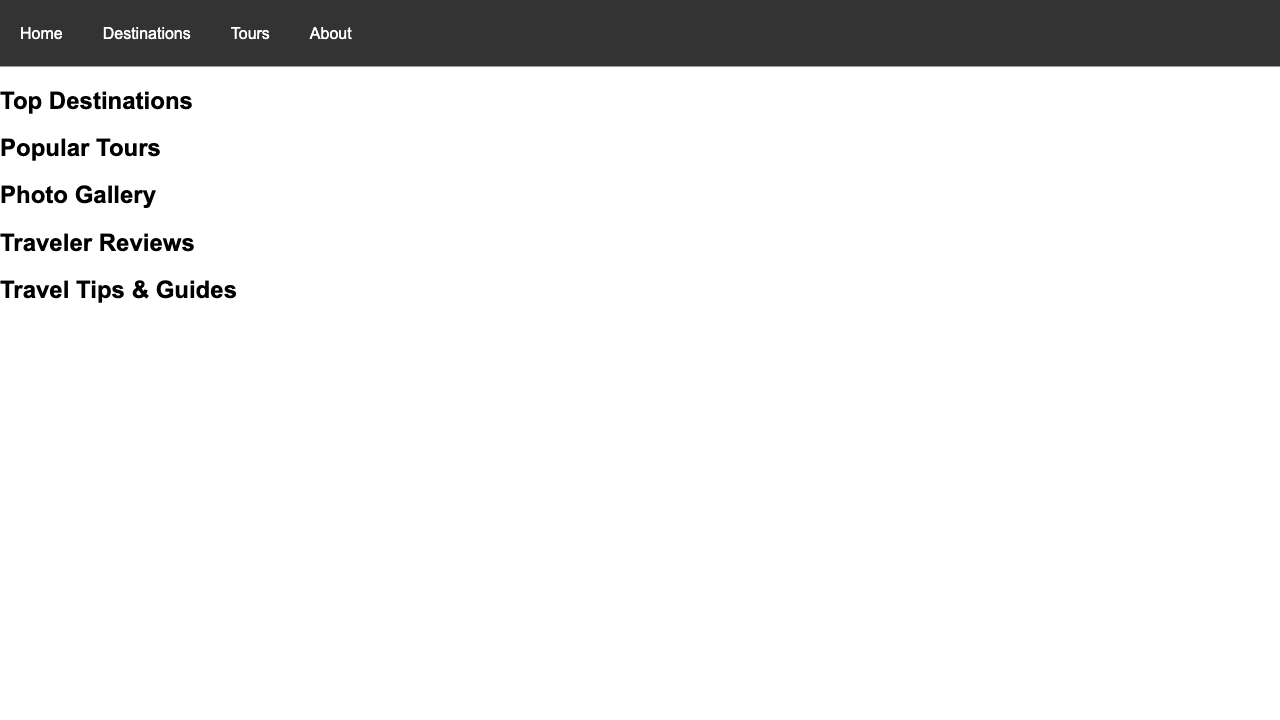 Home Destinations Tours About
Top Destinations
Popular Tours
Photo Gallery
Traveler Reviews
Travel Tips & Guides